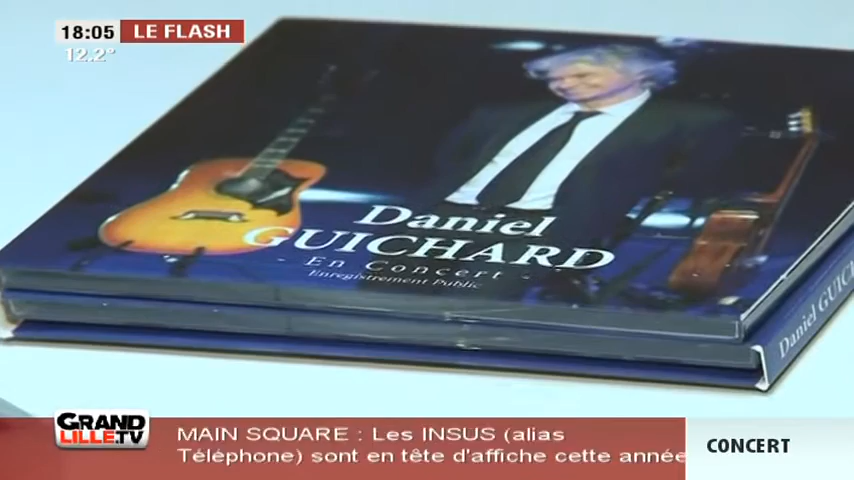 18:05 LE FLASH
12.2°
Daniel
GUICHARD
- En Concert -
Enregistrement Public
Daniel GUICHARD
GRAND
LILLE.TV
MAIN SQUARE : Les INSUS (alias
Téléphone) sont en tête d'affiche cette année
CONCERT